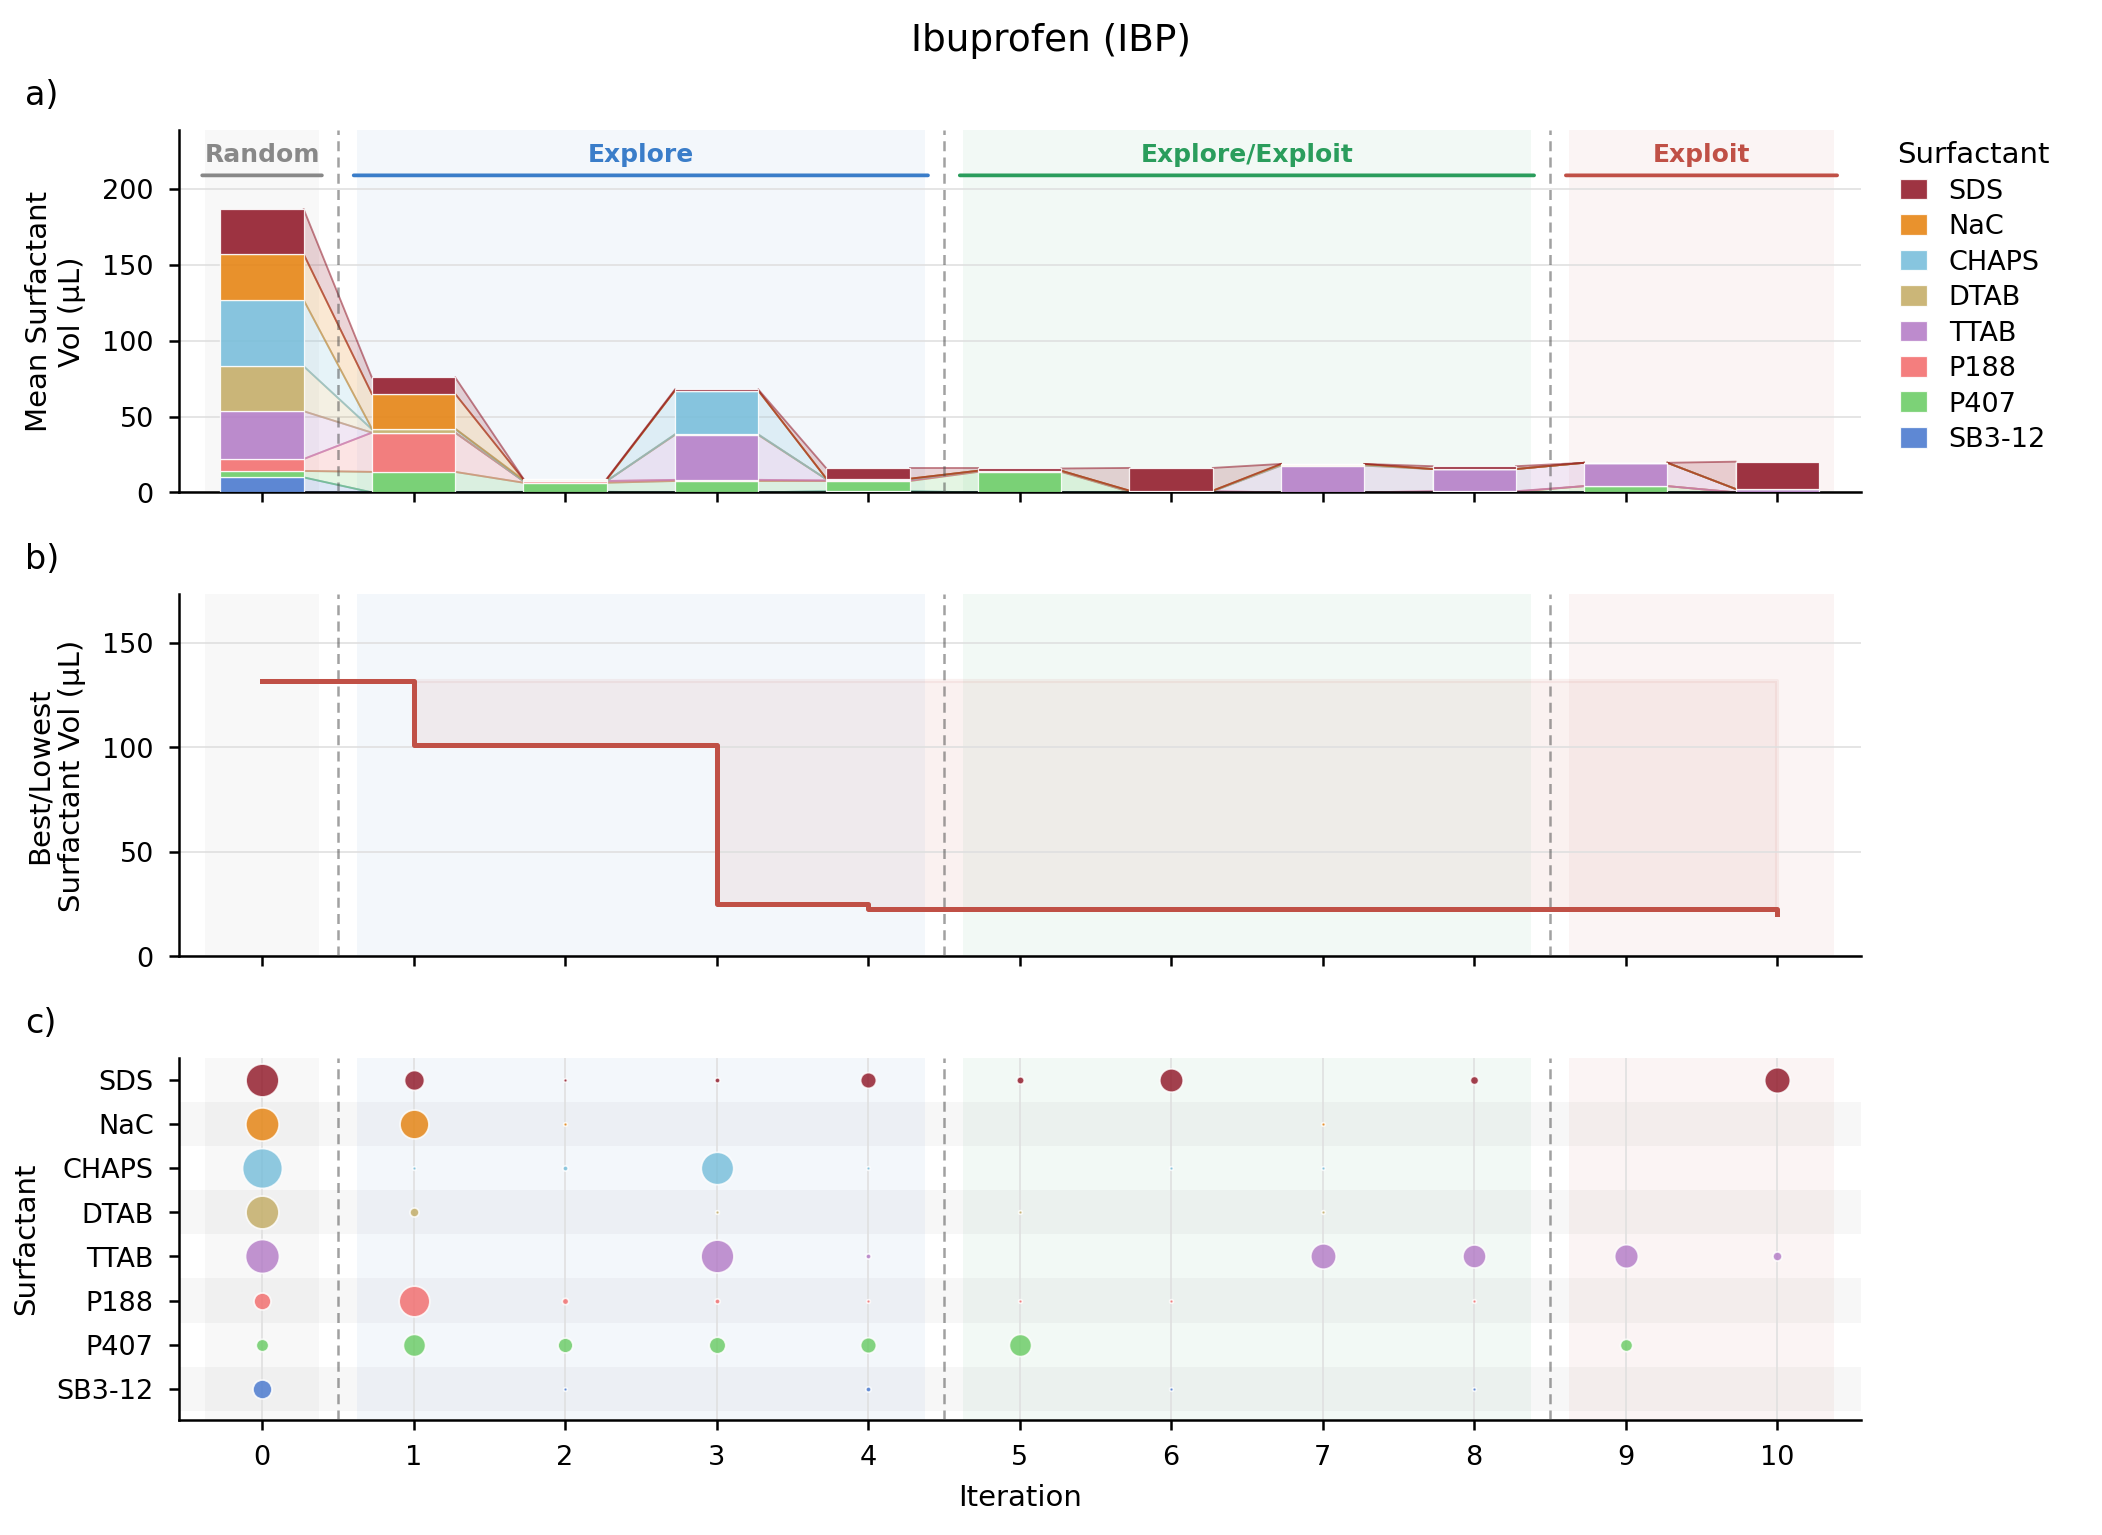 Ibuprofen (IBP)
a)
Random
Explore
Explore/Exploit
Exploit
Mean Surfactant
Vol (µL)
200
150
100
50
0
Surfactant
SDS
NaC
CHAPS
DTAB
TTAB
P188
P407
SB3-12
b)
Best/Lowest
Surfactant Vol (µL)
150
100
50
0
c)
Surfactant
SDS
NaC
CHAPS
DTAB
TTAB
P188
P407
SB3-12
0 1 2 3 4 5 6 7 8 9 10
Iteration